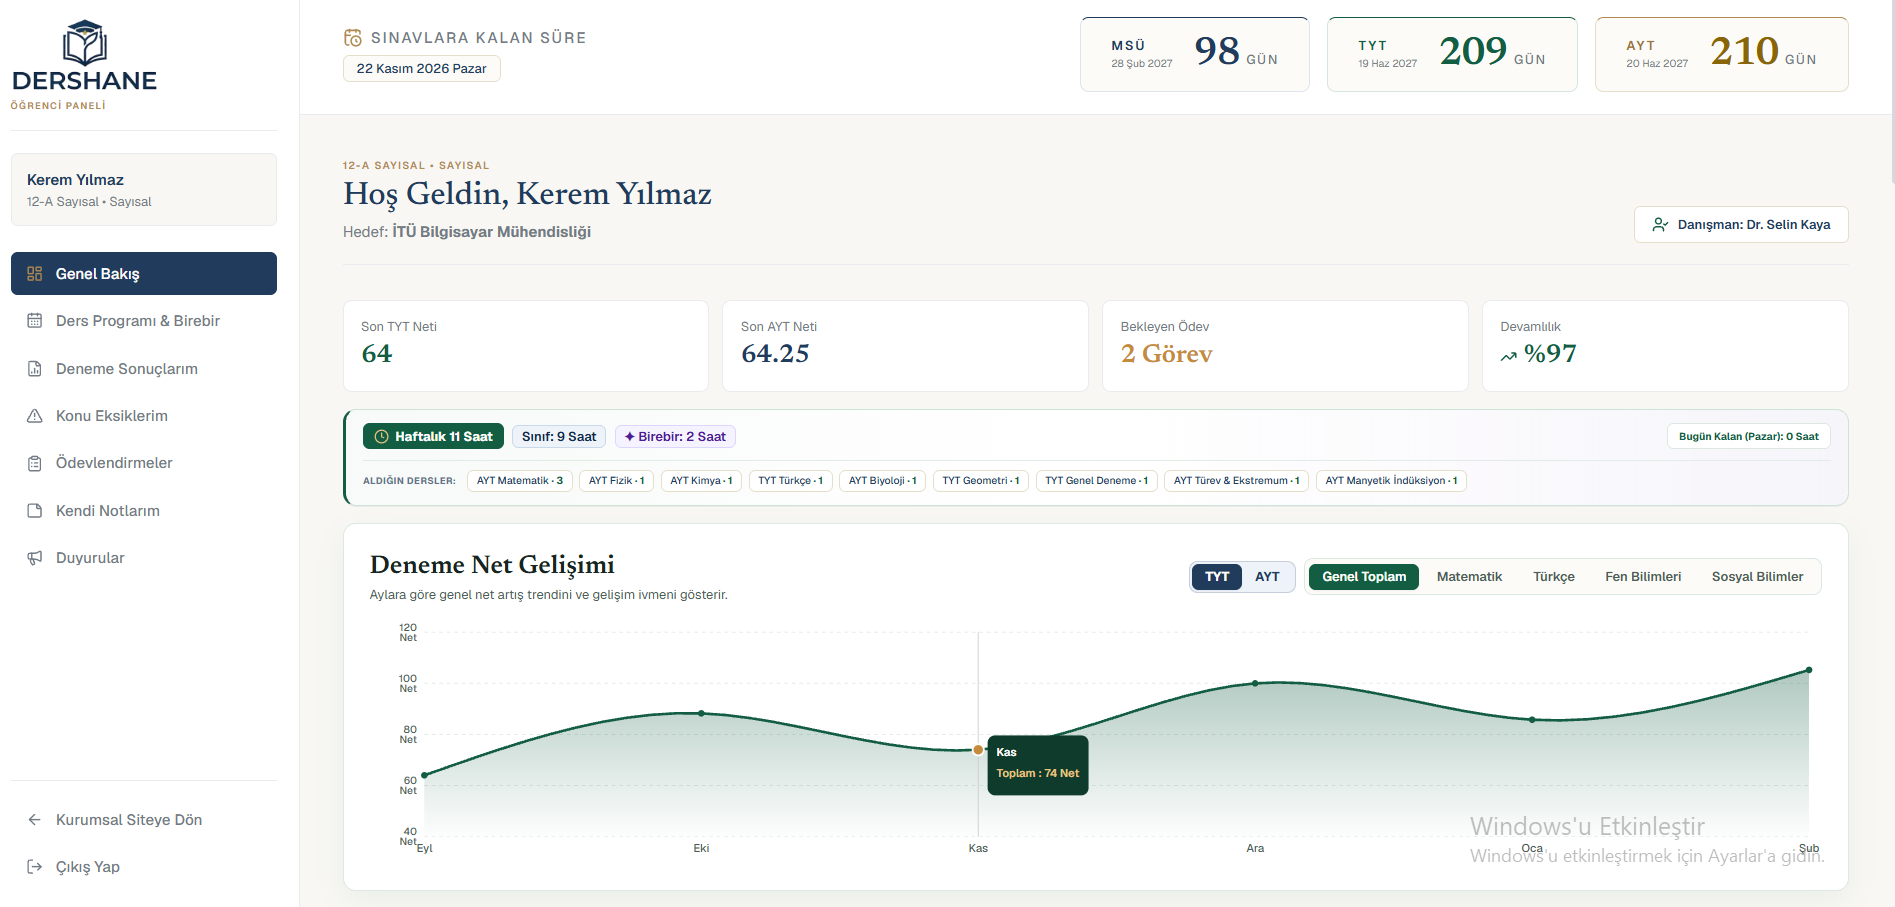 DERSHANE
ÖĞRENCİ PANELİ
Kerem Yılmaz
12-A Sayısal • Sayısal
Genel Bakış
Ders Programı & Birebir
Deneme Sonuçlarım
Konu Eksiklerim
Ödevlendirmeler
Kendi Notlarım
Duyurular
Kurumsal Siteye Dön
Çıkış Yap
SINAVLARA KALAN SÜRE
22 Kasım 2026 Pazar
MSÜ
28 Şub 2027
98 GÜN
TYT
19 Haz 2027
209 GÜN
AYT
20 Haz 2027
210 GÜN
12-A SAYISAL • SAYISAL
Hoş Geldin, Kerem Yılmaz
Hedef: İTÜ Bilgisayar Mühendisliği
Danışman: Dr. Selin Kaya
Son TYT Neti
64
Son AYT Neti
64.25
Bekleyen Ödev
2 Görev
Devamlılık
%97
Haftalık 11 Saat
Sınıf: 9 Saat
✦ Birebir: 2 Saat
Bugün Kalan (Pazar): 0 Saat
ALDIĞIN DERSLER:
AYT Matematik · 3
AYT Fizik · 1
AYT Kimya · 1
TYT Türkçe · 1
AYT Biyoloji · 1
TYT Geometri · 1
TYT Genel Deneme · 1
AYT Türev & Ekstremum · 1
AYT Manyetik İndüksiyon · 1
Deneme Net Gelişimi
Aylara göre genel net artış trendini ve gelişim ivmeni gösterir.
TYT
AYT
Genel Toplam
Matematik
Türkçe
Fen Bilimleri
Sosyal Bilimler
120
Net
100
Net
80
Net
60
Net
40
Net
Kas
Toplam : 74 Net
Eyl
Eki
Kas
Ara
Oca
Şub
Windows'u Etkinleştir
Windows'u etkinleştirmek için Ayarlar'a gidin.